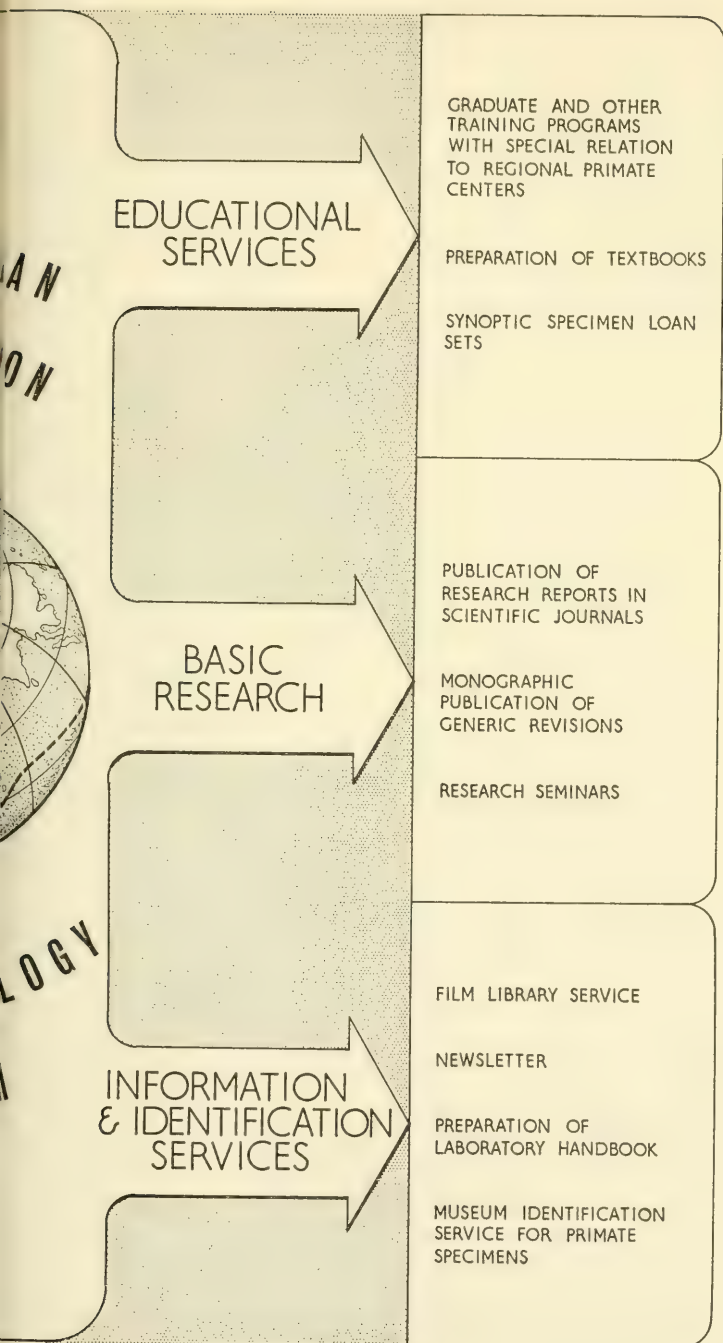 EDUCATIONAL
SERVICES
GRADUATE AND OTHER
TRAINING PROGRAMS
WITH SPECIAL RELATION
TO REGIONAL PRIMATE
CENTERS
PREPARATION OF TEXTBOOKS
SYNOPTIC SPECIMEN LOAN
SETS
BASIC
RESEARCH
PUBLICATION OF
RESEARCH REPORTS IN
SCIENTIFIC JOURNALS
MONOGRAPHIC
PUBLICATION OF
GENERIC REVISIONS
RESEARCH SEMINARS
INFORMATION
& IDENTIFICATION
SERVICES
FILM LIBRARY SERVICE
NEWSLETTER
PREPARATION OF
LABORATORY HANDBOOK
MUSEUM IDENTIFICATION
SERVICE FOR PRIMATE
SPECIMENS